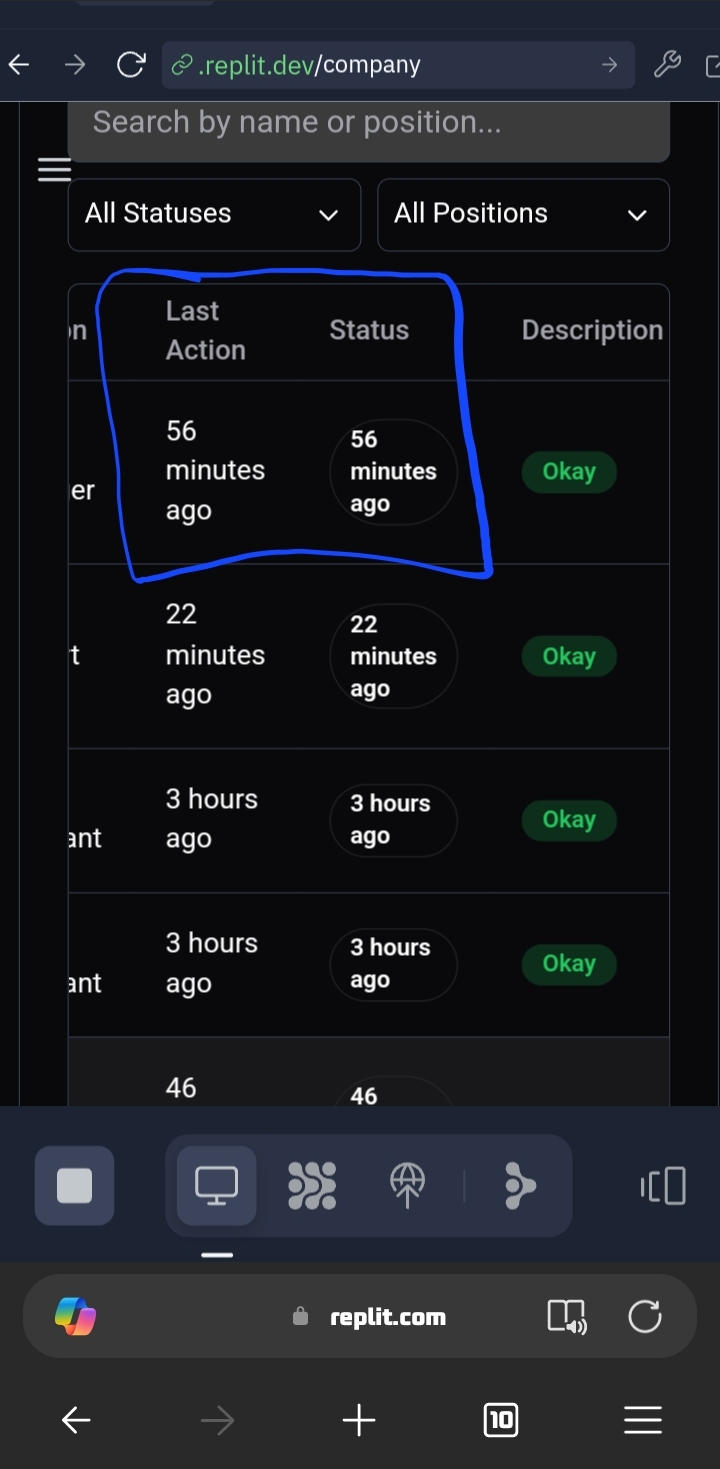 .replit.dev/company
Search by name or position...
All Statuses
All Positions
on
Last
Action
Status
Description
er
56
minutes
ago
56
minutes
ago
Okay
rt
22
minutes
ago
22
minutes
ago
Okay
ant
3 hours
ago
3 hours
ago
Okay
ant
3 hours
ago
3 hours
ago
Okay
46
46
replit.com
10